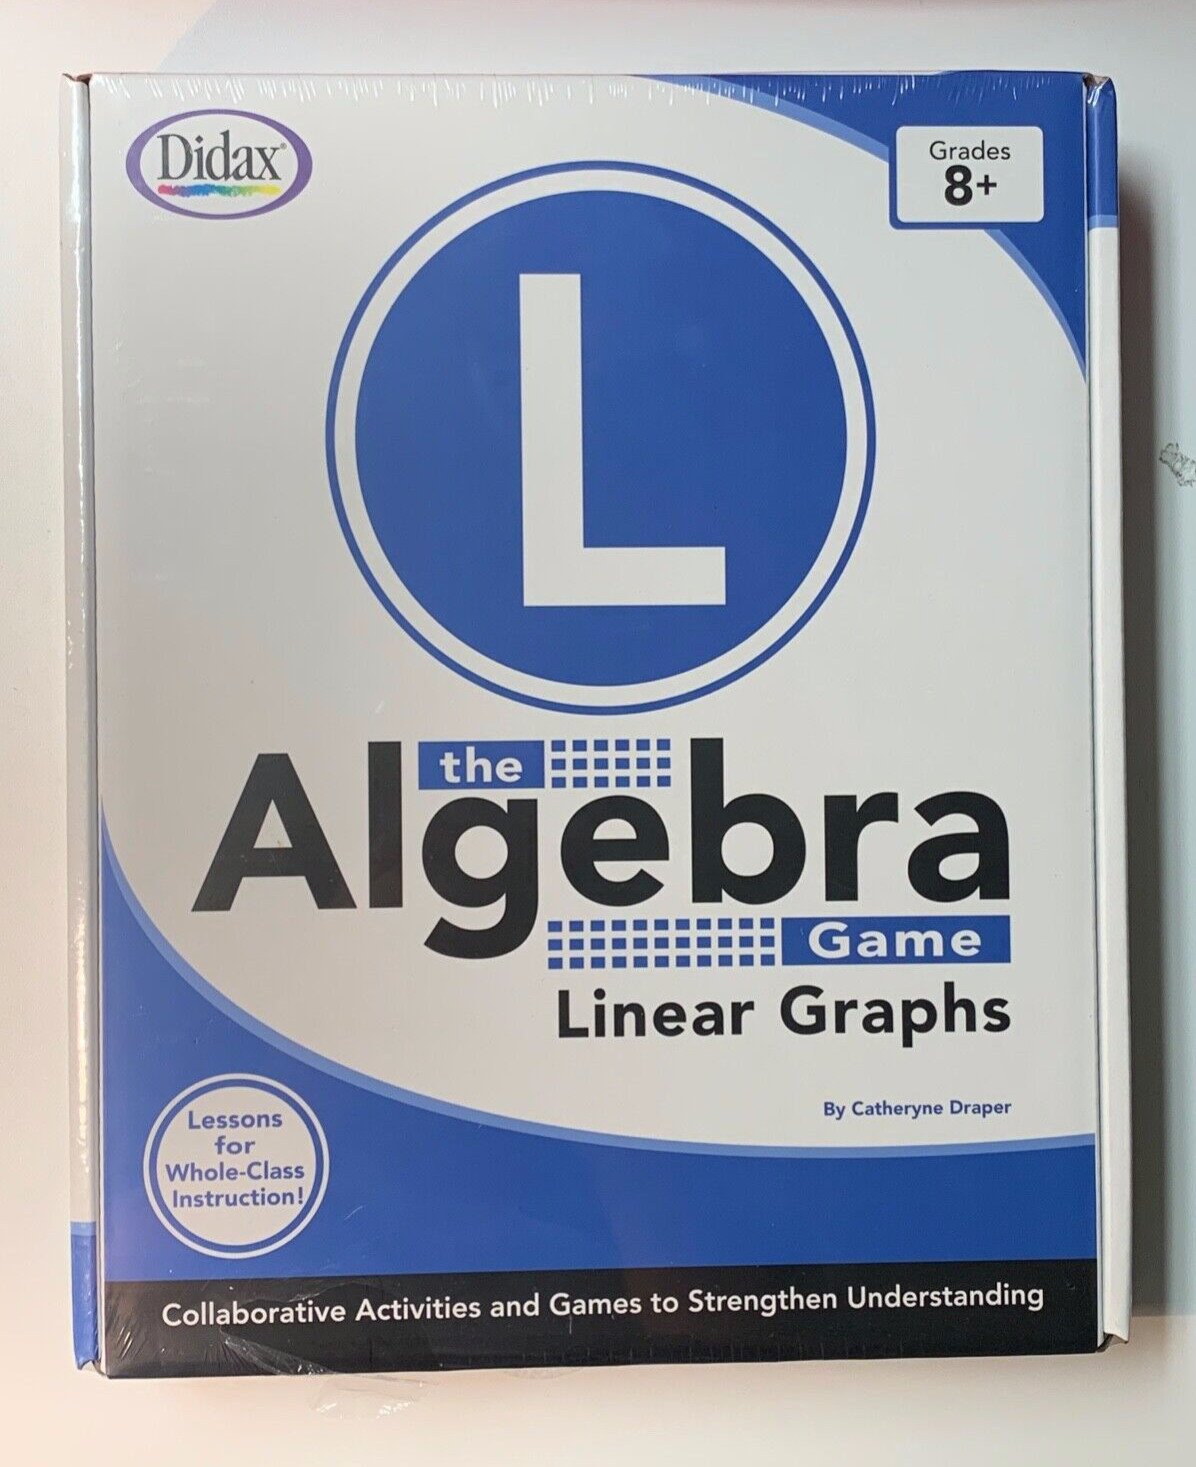 Didax®
Grades
8+
L
the
Algebra
Game
Linear Graphs
By Catheryne Draper
Lessons
for
Whole-Class
Instruction!
Collaborative Activities and Games to Strengthen Understanding